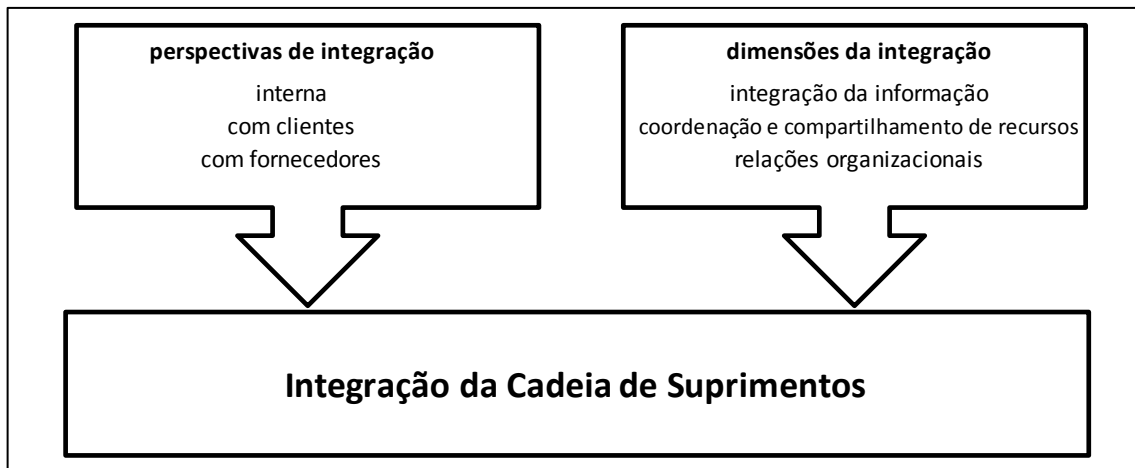 perspectivas de integração
interna
com clientes
com fornecedores
dimensões da integração
integração da informação
coordenação e compartilhamento de recursos
relações organizacionais
Integração da Cadeia de Suprimentos